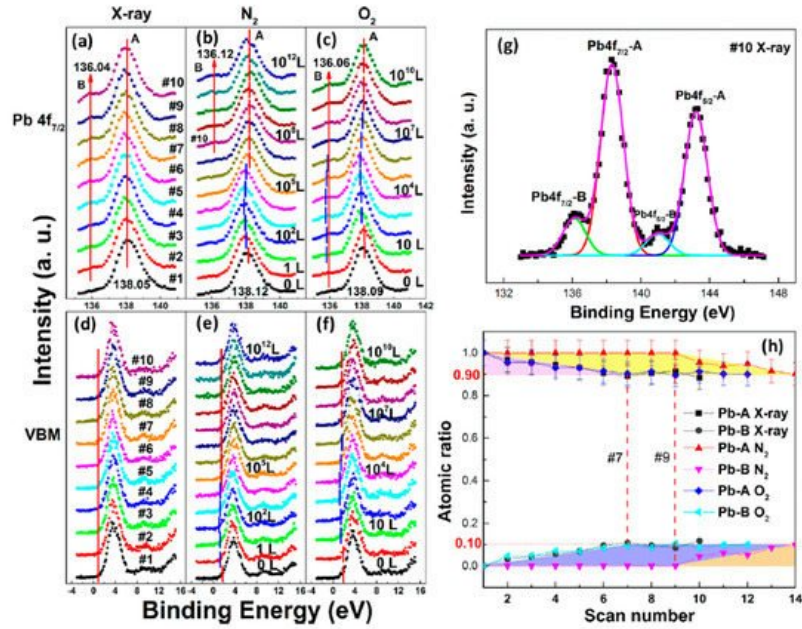 X-ray
N₂
O₂
(a)
A
136.04
B
#10
#9
#8
#7
#6
#5
#4
#3
#2
#1
138.05
136 138 140 142
(b)
A
136.12
B
10¹²L
#10
10⁸L
10⁵L
10²L
1 L
0 L
138.12
136 138 140 142
(c)
A
136.06
B
10¹⁰L
10⁷L
10⁴L
10 L
0 L
138.09
136 138 140 142
Pb 4f₇/₂
VBM
Intensity (a. u.)
(d)
#10
#9
#8
#7
#6
#5
#4
#3
#2
#1
0 4 8 12 16
(e)
10¹²L
10⁵L
10²L
1 L
0 L
0 4 8 12 16
(f)
10¹⁰L
10⁷L
10⁴L
10 L
0 L
0 4 8 12 16
Binding Energy (eV)
(g)
#10 X-ray
Pb4f₇/₂-A
Pb4f₅/₂-A
Pb4f₇/₂-B
Pb4f₅/₂-B
Intensity (a. u.)
132 136 140 144 148
Binding Energy (eV)
(h)
1.0
0.90
0.8
0.6
0.4
0.2
0.10
0.0
#7
#9
Pb-A X-ray
Pb-B X-ray
Pb-A N₂
Pb-B N₂
Pb-A O₂
Pb-B O₂
Atomic ratio
2 4 6 8 10 12 14
Scan number